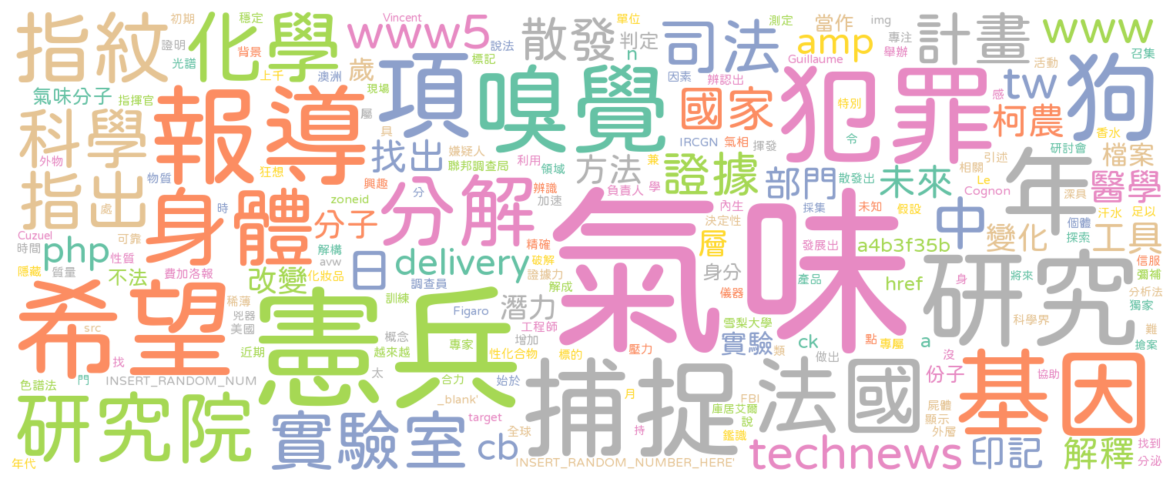 指紋
化學
初期
穩定
Vincent
單位
img
www5
散發
司法
當作
amp
專注
計畫
www
證明
背景
說法
判定
測定
舉辦
召集
光譜
標記
n
Guillaume
上千
澳洲
項
嗅覺
因素
辨認出
犯罪
感
活動
tw
狗
氣味分子
指揮官
現場
歲
國家
特別
香水
科學
報導
屬
具
IRCGN
氣相
揮發
令
柯農
研討會
外物
狂想
找出
嫌疑人
利用
領域
方法
兼
證據
散發出
引述
相關
檔案
物質
興趣
聯邦調查局
辨識
負責人
學
部門
未來
Le
Cognon
年
醫學
指出
處
時
zoneid
分
分解
加速
內生
採集
未知
假設
深具
身體
分子
決定性
中
汗水
足以
Cuzuel
時間
php
可靠
性質
解構
avw
精確
破解
氣味
層
發展出
a4b3f35b
個體
探索
變化
工具
信服
彌補
隱藏
質量
費加洛報
不法
改變
化妝品
日
調查員
delivery
證據力
解成
身分
儀器
產品
href
身
將來
分析法
獨家
希望
稀薄
兇器
美國
憲兵
訓練
Figaro
潛力
工程師
增加
雪梨大學
實驗
類
ck
點
專屬
a
研究
科學界
難
搶案
src
近期
概念
越來越
專家
性化合物
標的
壓力
做出
沒
份子
基因
協助
找
INSERT_RANDOM_NUM
太
色譜法
門
合力
始於
捕捉
月
FBI
庫居艾爾
說
法國
屍體
顯示
外層
_blank'
target
研究院
實驗室
cb
全球
持
鑑識
technews
印記
解釋
找到
分泌
年代
INSERT_RANDOM_NUMBER_HERE'